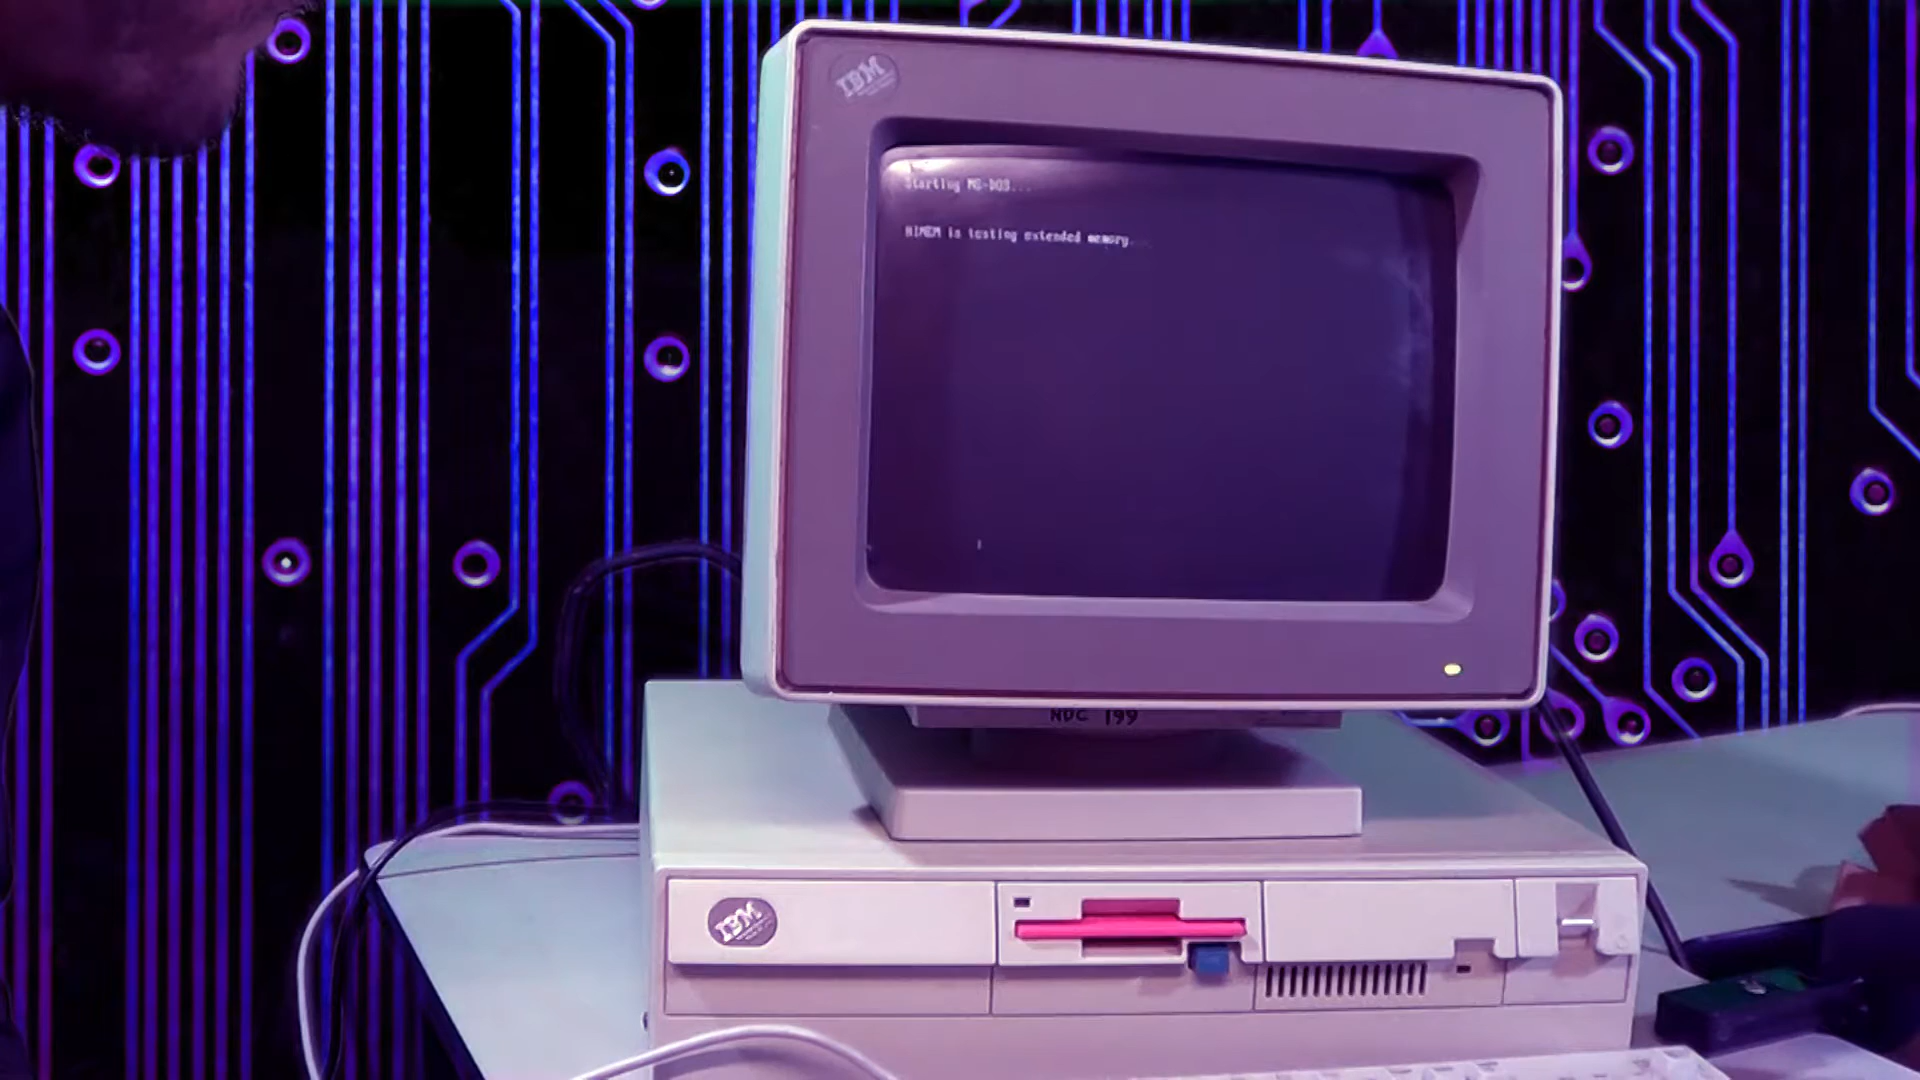 IBM
Starting MS-DOS...
HIMEM is testing extended memory...
NDC 199
IBM